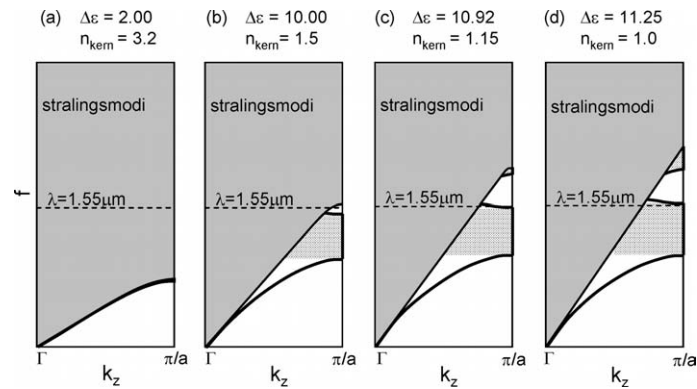 (a) Δε = 2.00
n_kern = 3.2
(b) Δε = 10.00
n_kern = 1.5
(c) Δε = 10.92
n_kern = 1.15
(d) Δε = 11.25
n_kern = 1.0
stralingsmodi
stralingsmodi
stralingsmodi
stralingsmodi
λ=1.55μm
λ=1.55μm
λ=1.55μm
λ=1.55μm
f
Γ π/a
Γ π/a
Γ π/a
Γ π/a
k_z
k_z
k_z
k_z